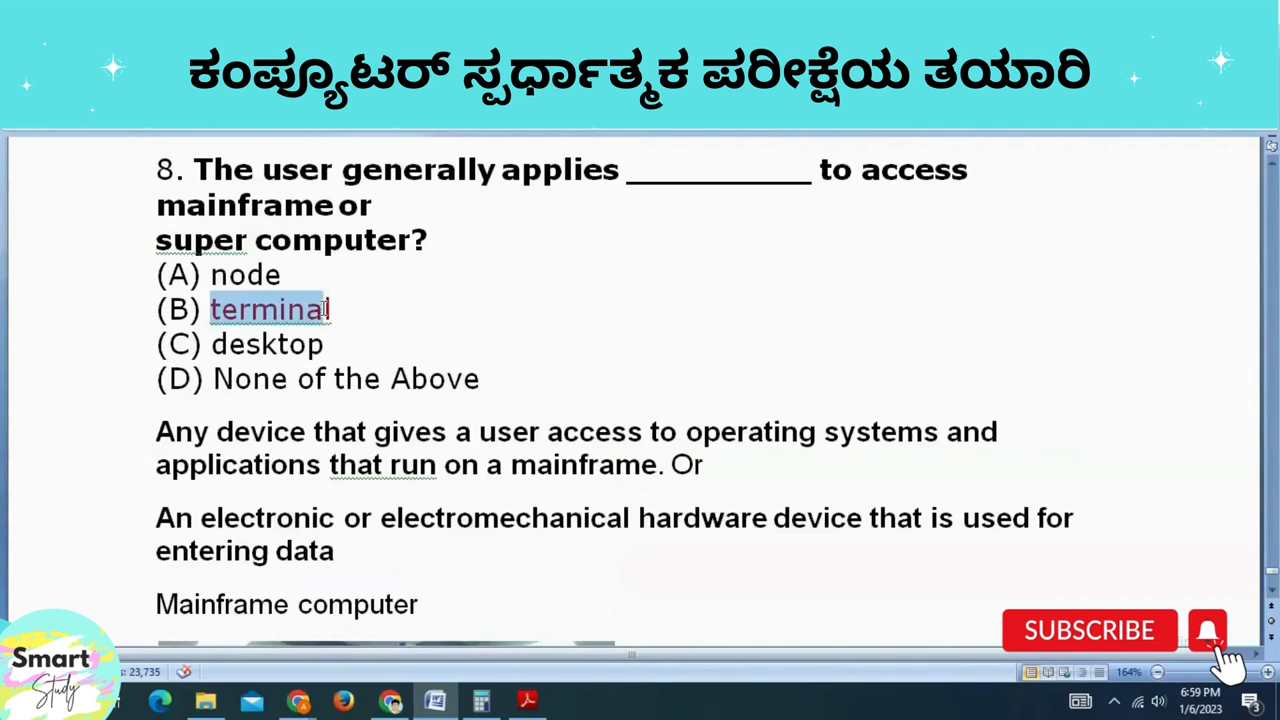 ಕಂಪ್ಯೂಟರ್ ಸ್ಪರ್ಧಾತ್ಮಕ ಪರೀಕ್ಷೆಯ ತಯಾರಿ
8. The user generally applies ___________ to access
mainframe or
super computer?
(A) node
(B) terminal
(C) desktop
(D) None of the Above
Any device that gives a user access to operating systems and
applications that run on a mainframe. Or
An electronic or electromechanical hardware device that is used for
entering data
Mainframe computer
SUBSCRIBE
Smart
Study
: 23,735
164%
6:59 PM
1/6/2023
3